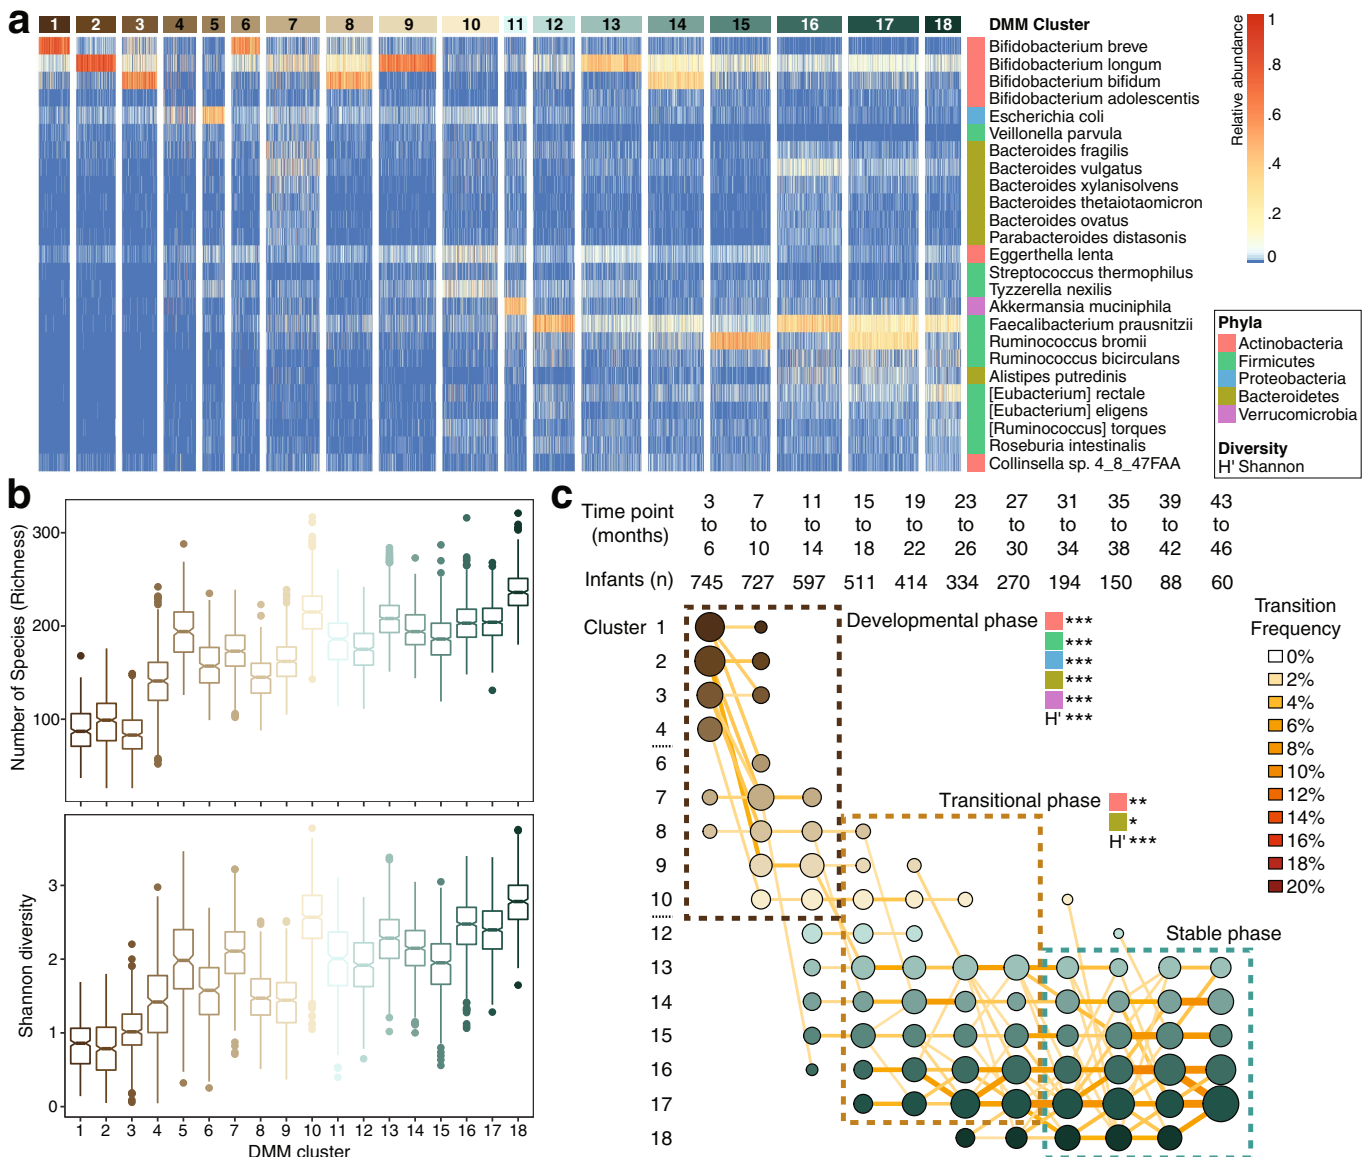 a
1 2 3 4 5 6 7 8 9 10 11 12 13 14 15 16 17 18 DMM Cluster
Bifidobacterium breve
Bifidobacterium longum
Bifidobacterium bifidum
Bifidobacterium adolescentis
Escherichia coli
Veillonella parvula
Bacteroides fragilis
Bacteroides vulgatus
Bacteroides xylanisolvens
Bacteroides thetaiotaomicron
Bacteroides ovatus
Parabacteroides distasonis
Eggerthella lenta
Streptococcus thermophilus
Tyzzerella nexilis
Akkermansia muciniphila
Faecalibacterium prausnitzii
Ruminococcus bromii
Ruminococcus bicirculans
Alistipes putredinis
[Eubacterium] rectale
[Eubacterium] eligens
[Ruminococcus] torques
Roseburia intestinalis
Collinsella sp. 4_8_47FAA
Relative abundance
1
.8
.6
.4
.2
0
Phyla
Actinobacteria
Firmicutes
Proteobacteria
Bacteroidetes
Verrucomicrobia
Diversity
H' Shannon
b
Number of Species (Richness)
300
200
100
Shannon diversity
3
2
1
0
1 2 3 4 5 6 7 8 9 10 11 12 13 14 15 16 17 18
DMM cluster
c
Time point
(months)
3 7 11 15 19 23 27 31 35 39 43
to to to to to to to to to to to
6 10 14 18 22 26 30 34 38 42 46
Infants (n) 745 727 597 511 414 334 270 194 150 88 60
Cluster 1
2
3
4
6
7
8
9
10
12
13
14
15
16
17
18
Developmental phase
***
***
***
***
***
H' ***
Transitional phase
**
*
H' ***
Stable phase
Transition
Frequency
0%
2%
4%
6%
8%
10%
12%
14%
16%
18%
20%